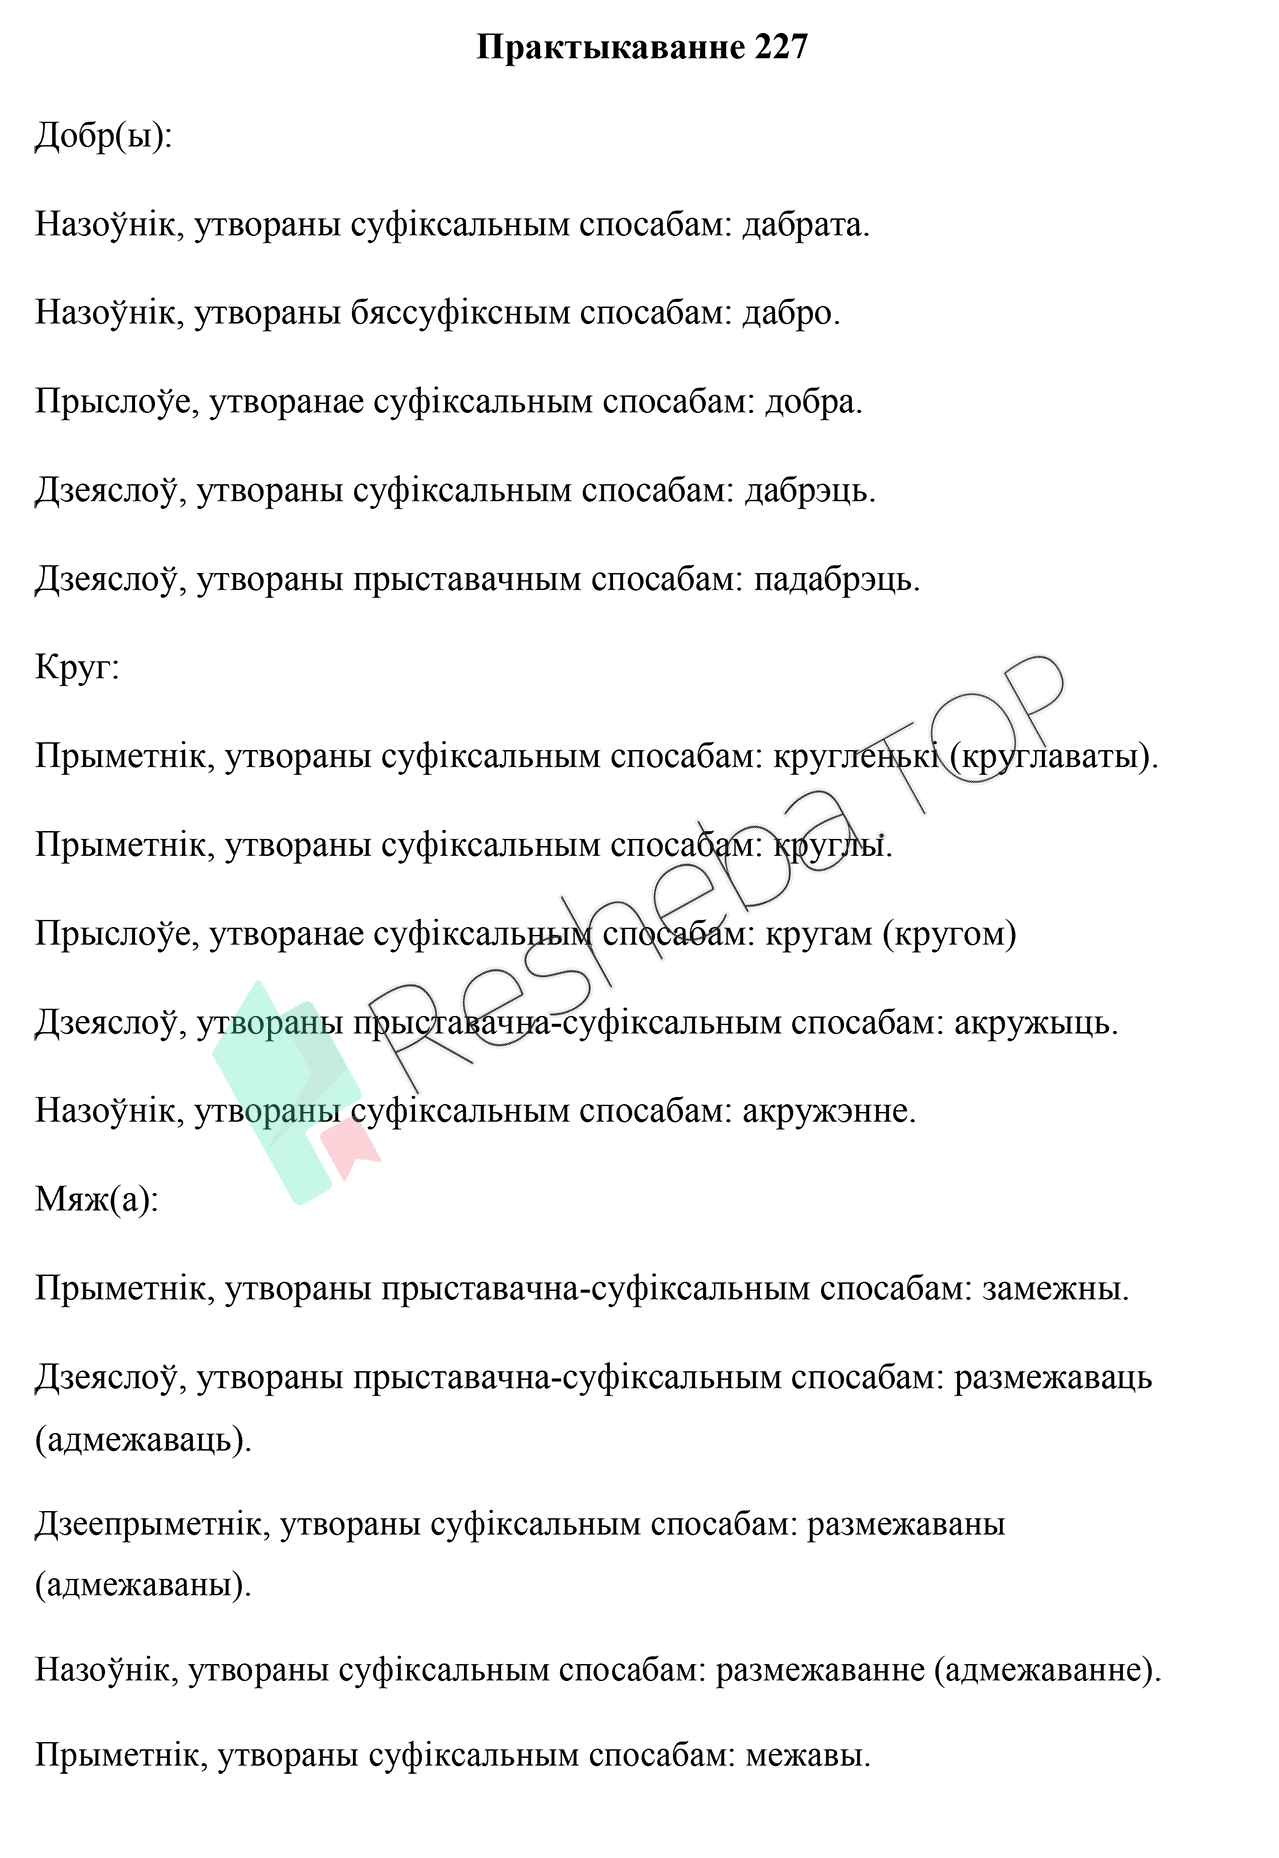 Практыкаванне 227
Добр(ы):
Назоўнік, утвораны суфіксальным спосабам: дабрата.
Назоўнік, утвораны бяссуфіксным спосабам: дабро.
Прыслоўе, утворанае суфіксальным спосабам: добра.
Дзеяслоў, утвораны суфіксальным спосабам: дабрэць.
Дзеяслоў, утвораны прыставачным спосабам: падабрэць.
Круг:
Прыметнік, утвораны суфіксальным спосабам: кругленькі (круглаваты).
Прыметнік, утвораны суфіксальным спосабам: круглы.
Прыслоўе, утворанае суфіксальным спосабам: кругам (кругом)
Дзеяслоў, утвораны прыставачна-суфіксальным спосабам: акружыць.
Назоўнік, утвораны суфіксальным спосабам: акружэнне.
Мяж(а):
Прыметнік, утвораны прыставачна-суфіксальным спосабам: замежны.
Дзеяслоў, утвораны прыставачна-суфіксальным спосабам: размежаваць
(адмежаваць).
Дзеепрыметнік, утвораны суфіксальным спосабам: размежаваны
(адмежаваны).
Назоўнік, утвораны суфіксальным спосабам: размежаванне (адмежаванне).
Прыметнік, утвораны суфіксальным спосабам: межавы.
Resheba.TOP